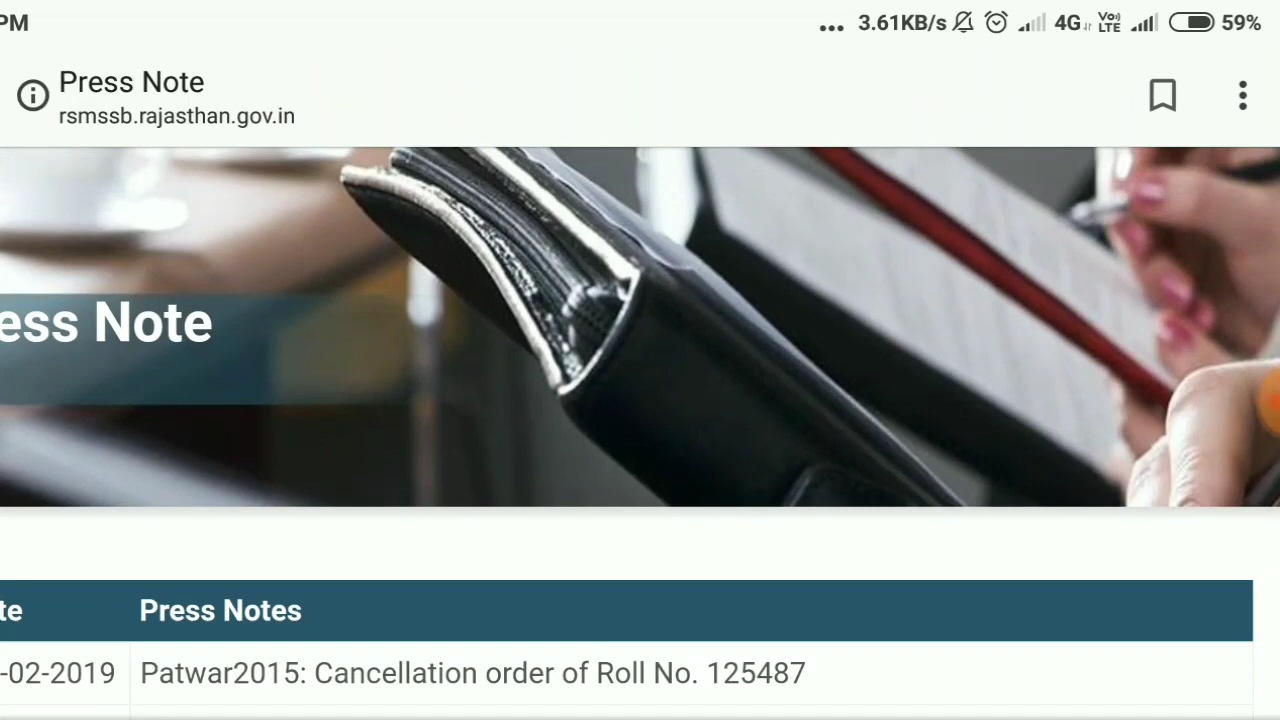 PM ... 3.61KB/s 4G VoLTE 59%
Press Note
rsmssb.rajasthan.gov.in
ess Note
te Press Notes
-02-2019 Patwar2015: Cancellation order of Roll No. 125487